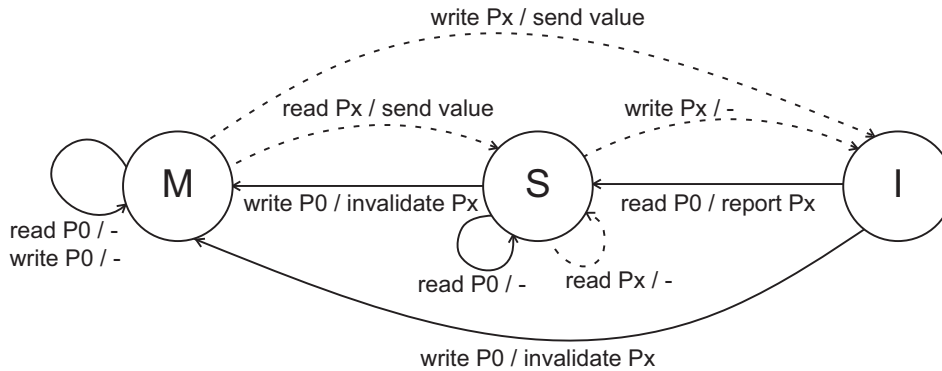 write Px / send value
read Px / send value
write Px / -
M
S
I
write P0 / invalidate Px
read P0 / report Px
read P0 / -
write P0 / -
read P0 / -
read Px / -
write P0 / invalidate Px